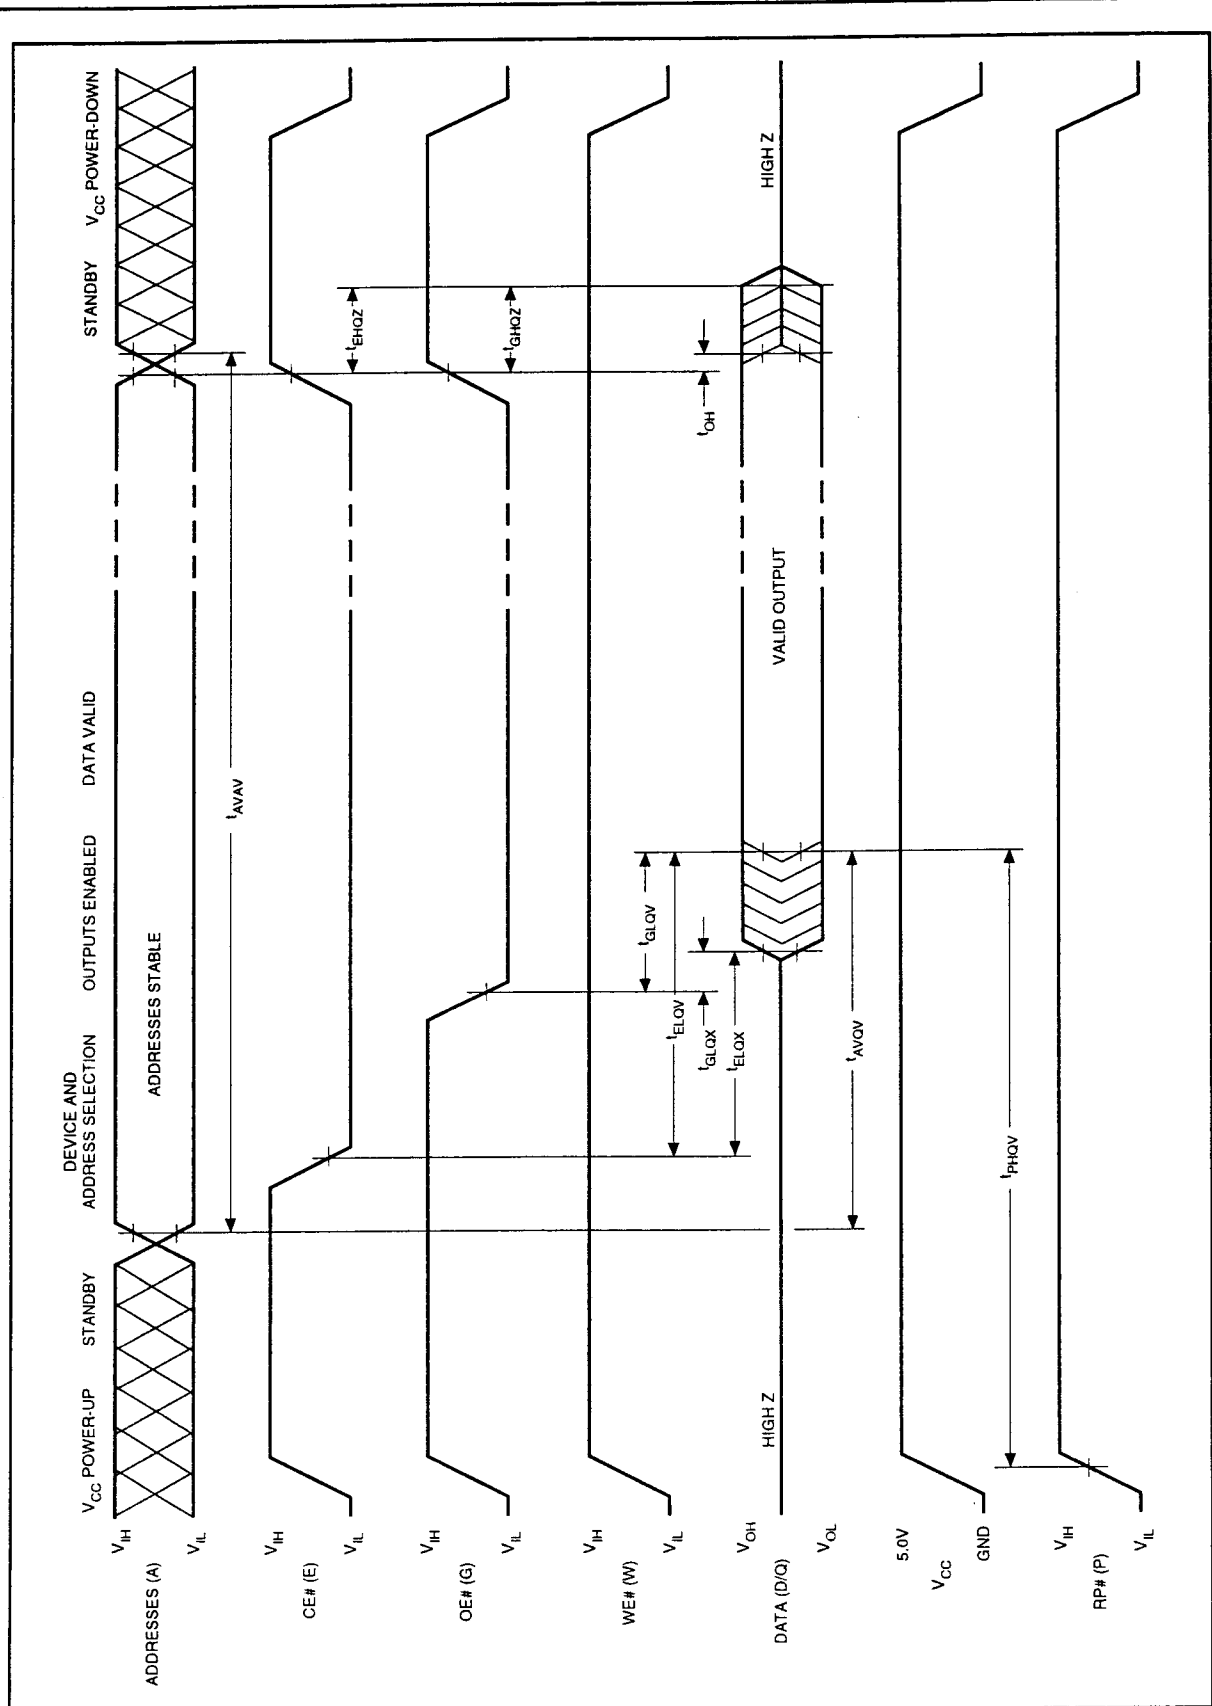 VCC POWER-UP
STANDBY
DEVICE AND
ADDRESS SELECTION
OUTPUTS ENABLED
DATA VALID
STANDBY
VCC POWER-DOWN
ADDRESSES (A)
VIH
VIL
ADDRESSES STABLE
tAVAV
CE# (E)
VIH
VIL
tEHQZ
OE# (G)
VIH
VIL
tGHQZ
WE# (W)
VIH
VIL
tGLQV
tELQV
tGLQX
tELQX
tOH
DATA (D/Q)
VOH
VOL
HIGH Z
VALID OUTPUT
HIGH Z
tAVQV
VCC
5.0V
GND
tPHQV
RP# (P)
VIH
VIL